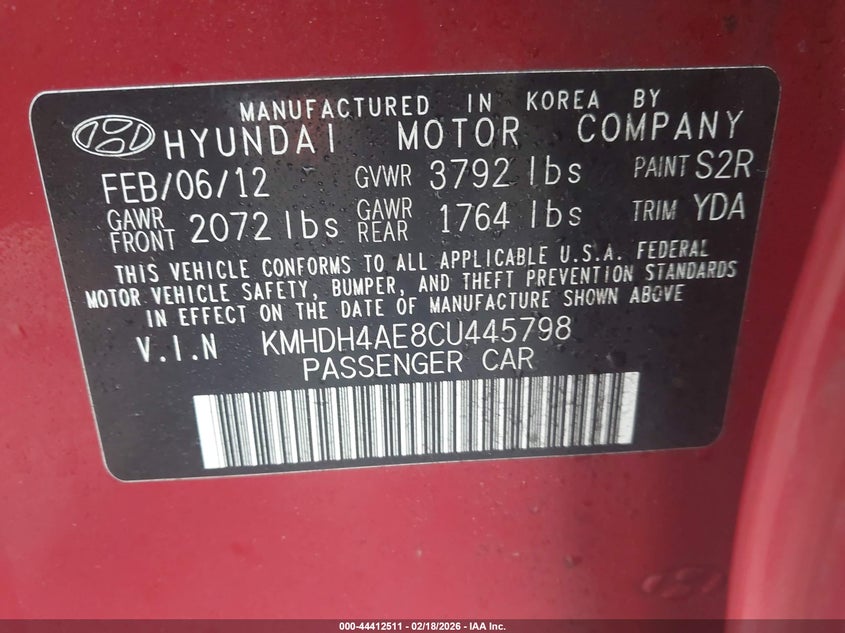 MANUFACTURED IN KOREA BY
HYUNDAI MOTOR COMPANY
FEB/06/12 GVWR 3792 lbs PAINT S2R
GAWR FRONT 2072 lbs GAWR REAR 1764 lbs TRIM YDA
THIS VEHICLE CONFORMS TO ALL APPLICABLE U.S.A. FEDERAL
MOTOR VEHICLE SAFETY, BUMPER, AND THEFT PREVENTION STANDARDS
IN EFFECT ON THE DATE OF MANUFACTURE SHOWN ABOVE
V.I.N KMHDH4AE8CU445798
PASSENGER CAR
000-44412511 - 02/18/2026 - IAA Inc.